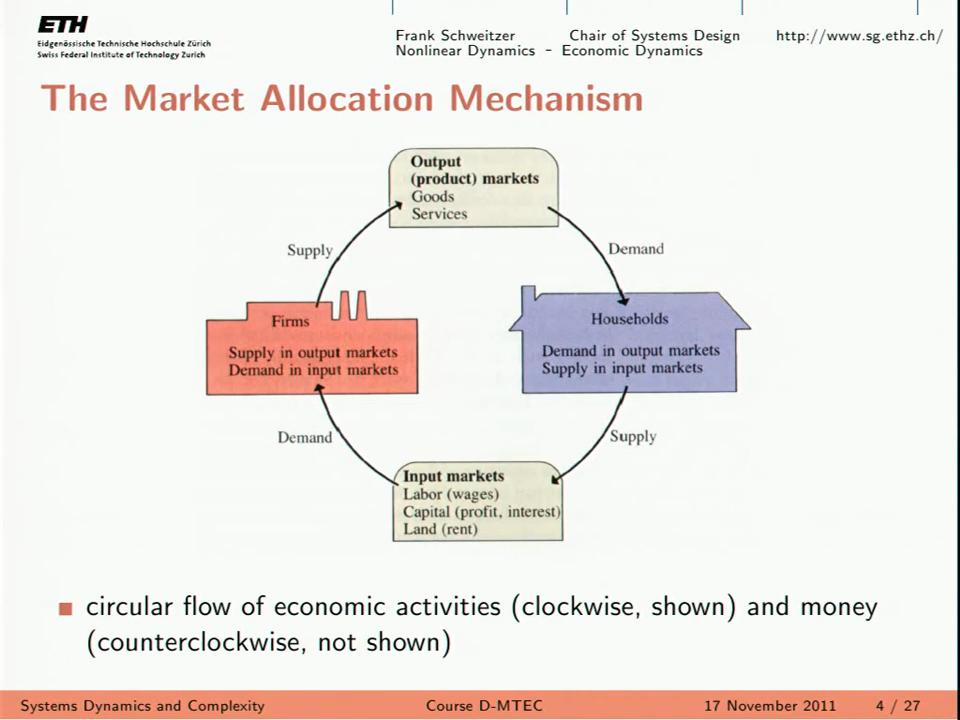 ETH
Eidgenössische Technische Hochschule Zürich
Swiss Federal Institute of Technology Zurich
Frank Schweitzer Chair of Systems Design http://www.sg.ethz.ch/
Nonlinear Dynamics - Economic Dynamics
The Market Allocation Mechanism
Output
(product) markets
Goods
Services
Supply
Demand
Firms
Supply in output markets
Demand in input markets
Households
Demand in output markets
Supply in input markets
Demand
Supply
Input markets
Labor (wages)
Capital (profit, interest)
Land (rent)
circular flow of economic activities (clockwise, shown) and money
(counterclockwise, not shown)
Systems Dynamics and Complexity Course D-MTEC 17 November 2011 4 / 27